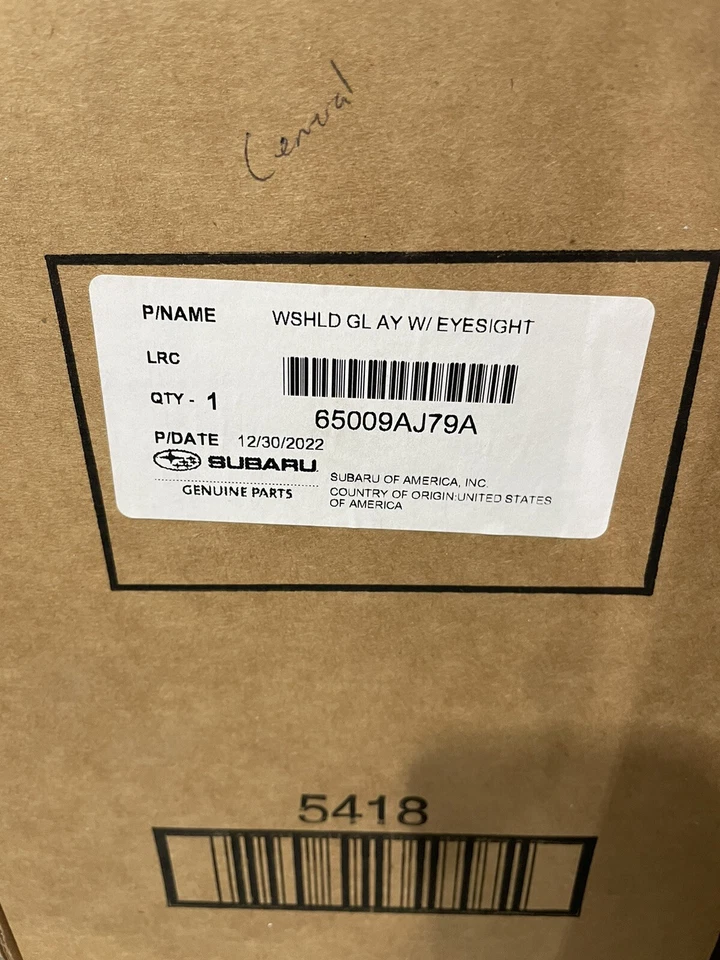 P/NAME WSHLD GL AY W/ EYESIGHT
LRC
65009AJ79A
QTY - 1
P/DATE 12/30/2022
SUBARU
GENUINE PARTS
SUBARU OF AMERICA, INC.
COUNTRY OF ORIGIN:UNITED STATES
OF AMERICA
5418